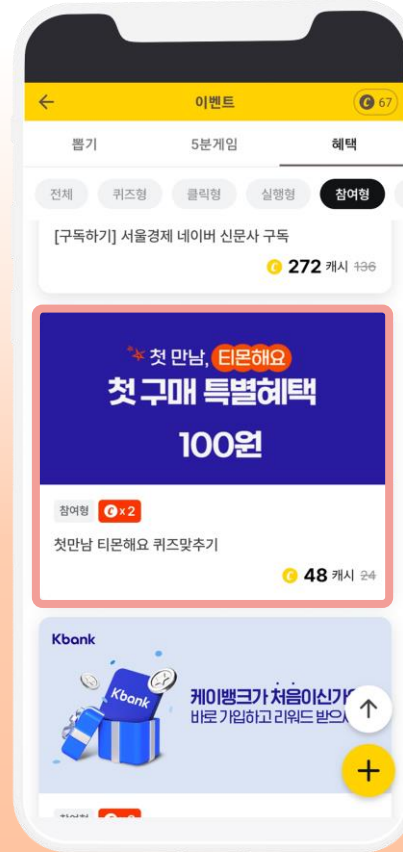 이벤트
67
뽑기
5분게임
혜택
전체
퀴즈형
클릭형
실행형
참여형
[구독하기] 서울경제 네이버 신문사 구독
272 캐시 136
첫 만남, 티몬해요
첫 구매 특별혜택
100원
참여형 C x 2
첫만남 티몬해요 퀴즈맞추기
48 캐시 24
Kbank
Kbank
케이뱅크가 처음이신가
바로 가입하고 리워드 받으